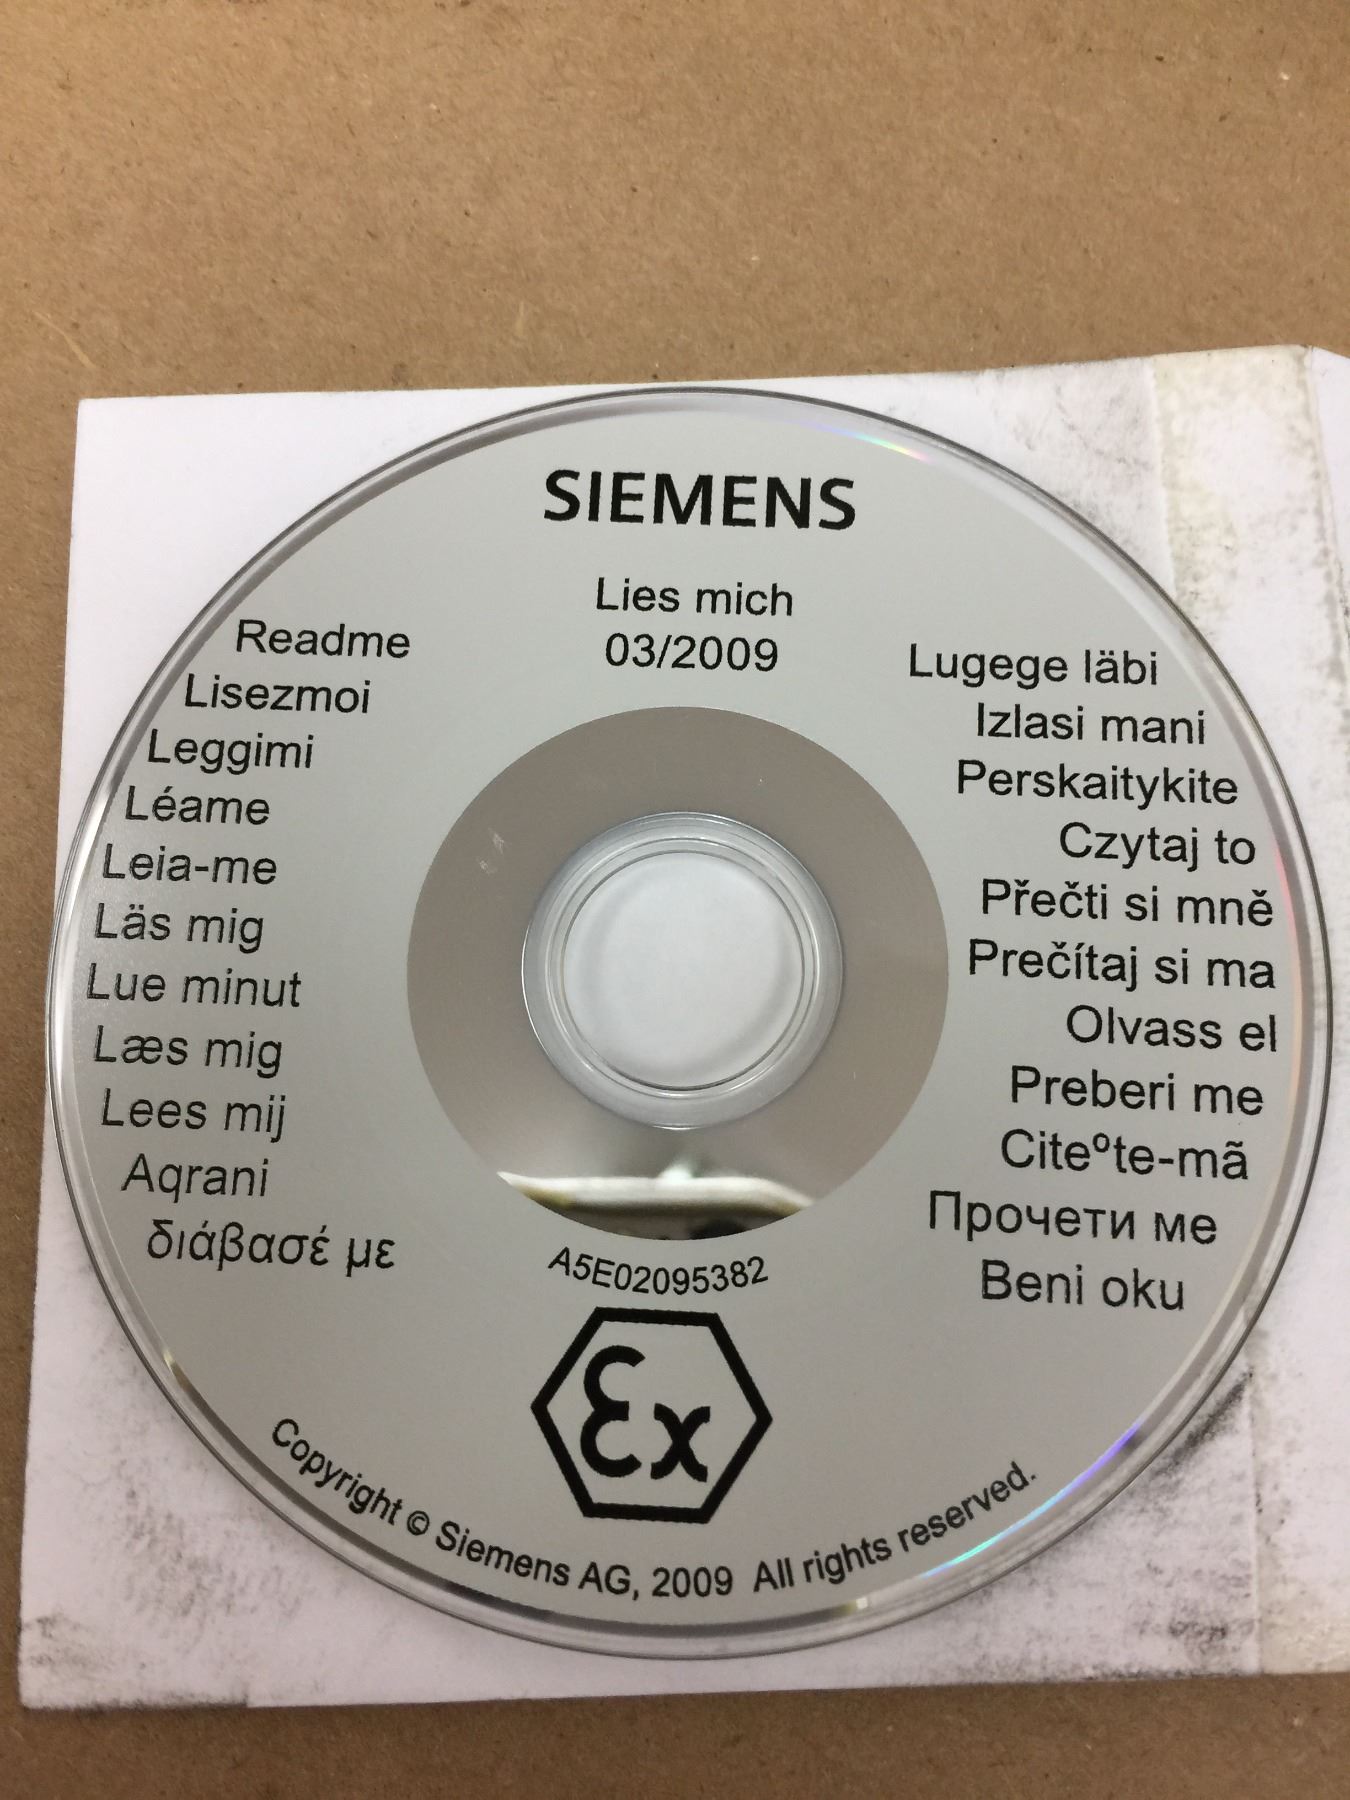 SIEMENS
Lies mich
03/2009
Readme
Lisezmoi
Leggimi
Léame
Leia-me
Läs mig
Lue minut
Læs mig
Lees mij
Aqrani
διάβασέ με
Lugege läbi
Izlasi mani
Perskaitykite
Czytaj to
Přečti si mně
Prečítaj si ma
Olvass el
Preberi me
Citeºte-mã
Прочети ме
Beni oku
A5E02095382
Ex
Copyright © Siemens AG, 2009 All rights reserved.